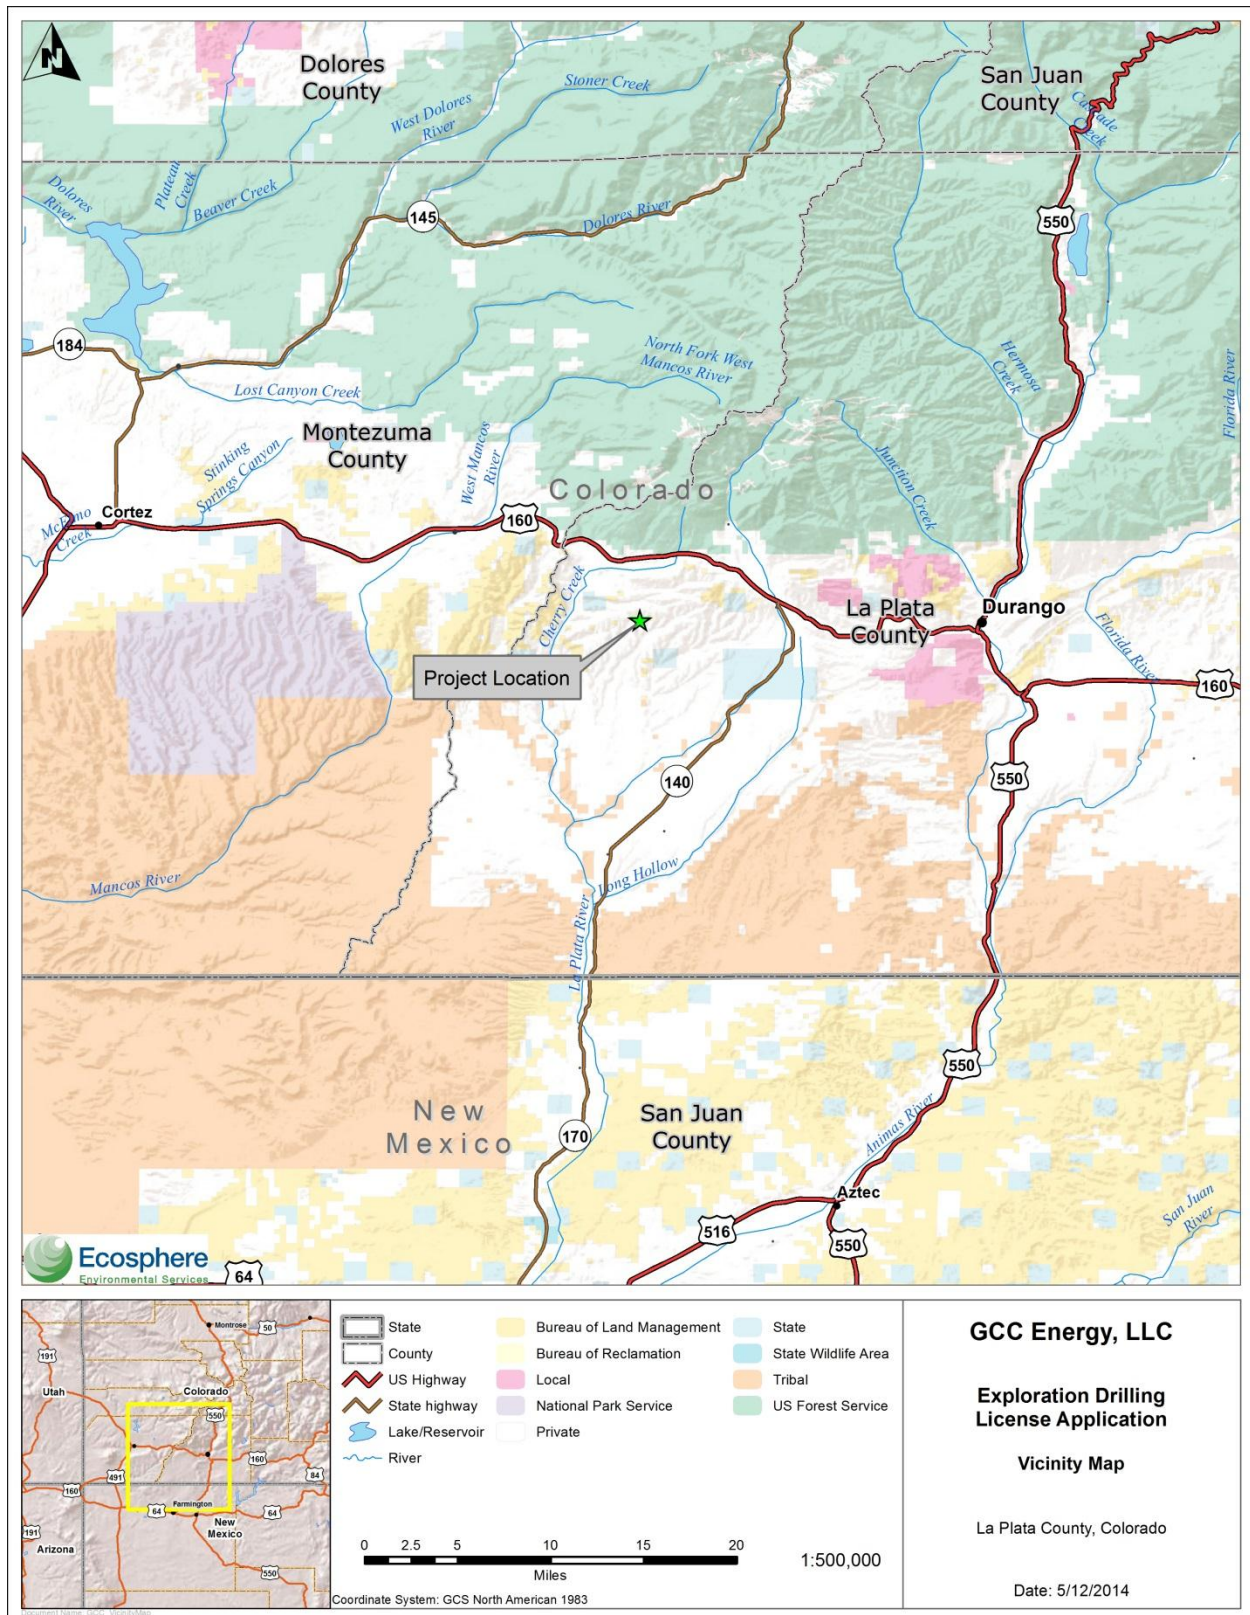 N
Dolores
County
Stoner Creek
San Juan
County
West Dolores
River
Cascade
Creek
Plateau
Creek
Beaver Creek
Dolores
River
145
Dolores River
550
184
North Fork West
Mancos River
Hermosa
Creek
Florida River
Lost Canyon Creek
Montezuma
County
Stinking
Springs Canyon
West Mancos
River
Junction Creek
Colorado
McElmo
Creek
Cortez
160
Cherry Creek
La Plata
County
Durango
Florida River
Project Location
160
140
550
Mancos River
Long Hollow
La Plata River
550
New
Mexico
San Juan
County
170
Animas River
Aztec
San Juan
River
516
550
Ecosphere
Environmental Services
64
Montrose
50
191
Utah
Colorado
550
160
491
84
160
64
Farmington
64
New
Mexico
191
Arizona
550
State
County
US Highway
State highway
Lake/Reservoir
River
Bureau of Land Management
Bureau of Reclamation
Local
National Park Service
Private
State
State Wildlife Area
Tribal
US Forest Service
0 2.5 5 10 15 20
Miles
1:500,000
Coordinate System: GCS North American 1983
GCC Energy, LLC
Exploration Drilling
License Application
Vicinity Map
La Plata County, Colorado
Date: 5/12/2014
Document Name: GCC_VicinityMap